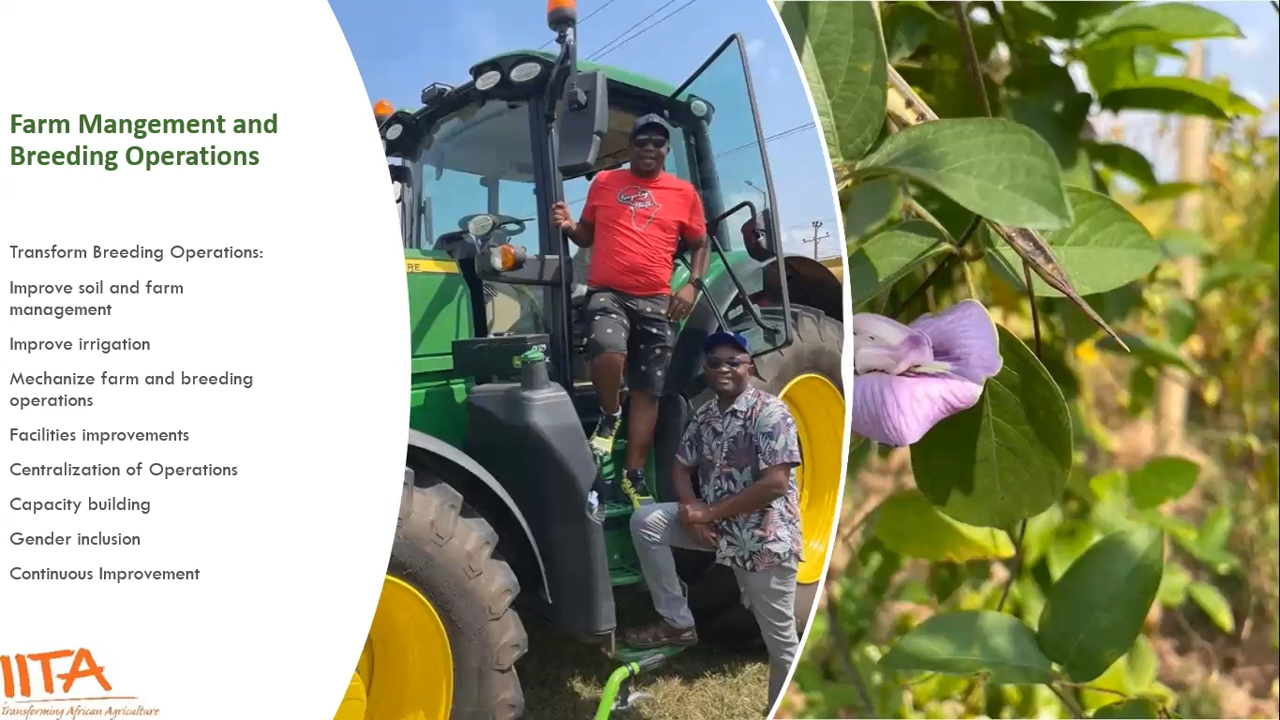 Farm Mangement and
Breeding Operations
Transform Breeding Operations:
Improve soil and farm
management
Improve irrigation
Mechanize farm and breeding
operations
Facilities improvements
Centralization of Operations
Capacity building
Gender inclusion
Continuous Improvement
IITA
Transforming African Agriculture
RE